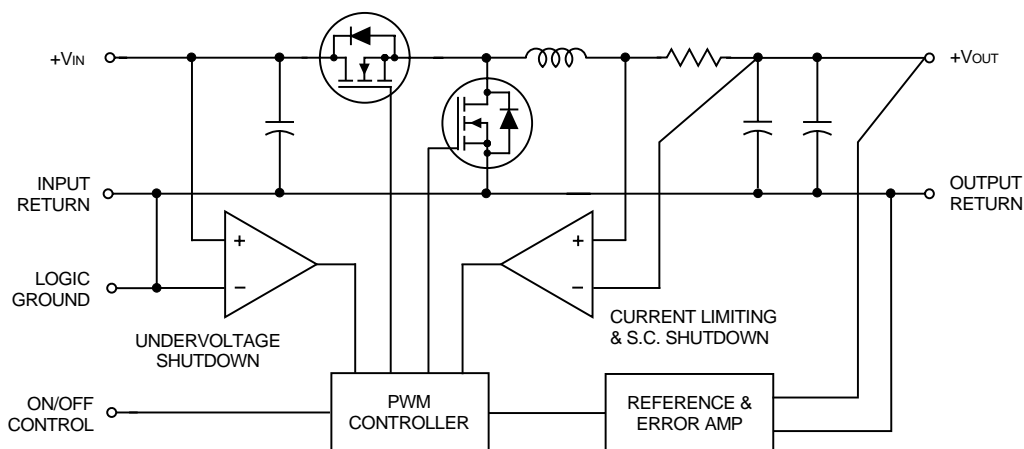 +VIN
+VOUT
INPUT
RETURN
OUTPUT
RETURN
+
−
+
−
LOGIC
GROUND
UNDERVOLTAGE
SHUTDOWN
CURRENT LIMITING
& S.C. SHUTDOWN
ON/OFF
CONTROL
PWM
CONTROLLER
REFERENCE &
ERROR AMP